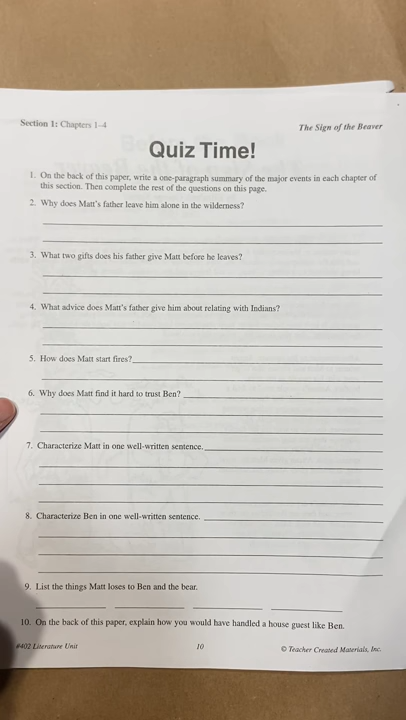 Section 1: Chapters 1–4
The Sign of the Beaver
Quiz Time!
1. On the back of this paper, write a one-paragraph summary of the major events in each chapter of
this section. Then complete the rest of the questions on this page.
2. Why does Matt's father leave him alone in the wilderness?
3. What two gifts does his father give Matt before he leaves?
4. What advice does Matt's father give him about relating with Indians?
5. How does Matt start fires?
6. Why does Matt find it hard to trust Ben?
7. Characterize Matt in one well-written sentence.
8. Characterize Ben in one well-written sentence.
9. List the things Matt loses to Ben and the bear.
10. On the back of this paper, explain how you would have handled a house guest like Ben.
#402 Literature Unit
10
© Teacher Created Materials, Inc.